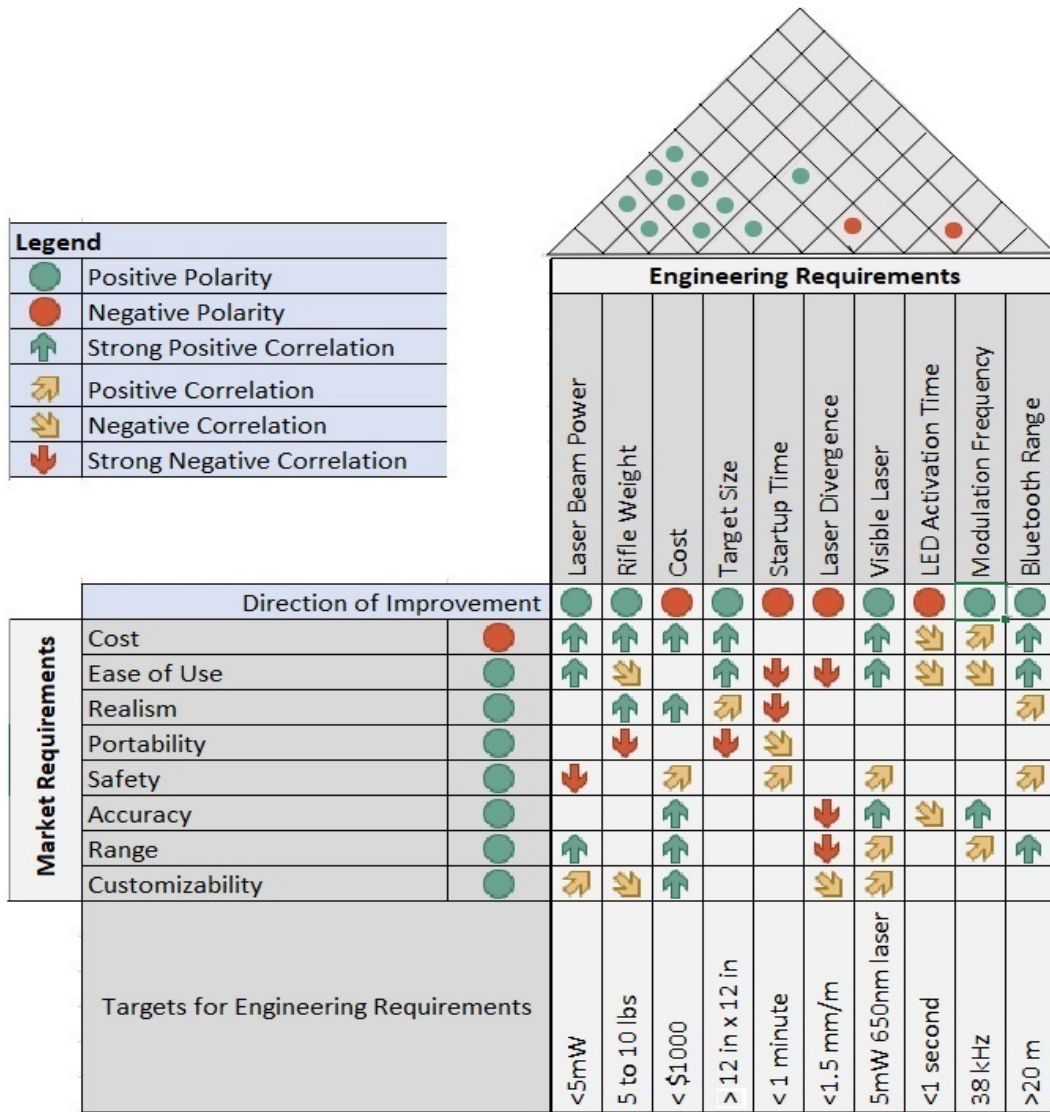 Legend
Positive Polarity
Negative Polarity
Strong Positive Correlation
Positive Correlation
Negative Correlation
Strong Negative Correlation
Engineering Requirements
Laser Beam Power
Rifle Weight
Cost
Target Size
Startup Time
Laser Divergence
Visible Laser
LED Activation Time
Modulation Frequency
Bluetooth Range
Direction of Improvement
Market Requirements
Cost
Ease of Use
Realism
Portability
Safety
Accuracy
Range
Customizability
Targets for Engineering Requirements
<5mW
5 to 10 lbs
< $1000
> 12 in x 12 in
< 1 minute
<1.5 mm/m
5mW 650nm laser
<1 second
38 kHz
>20 m